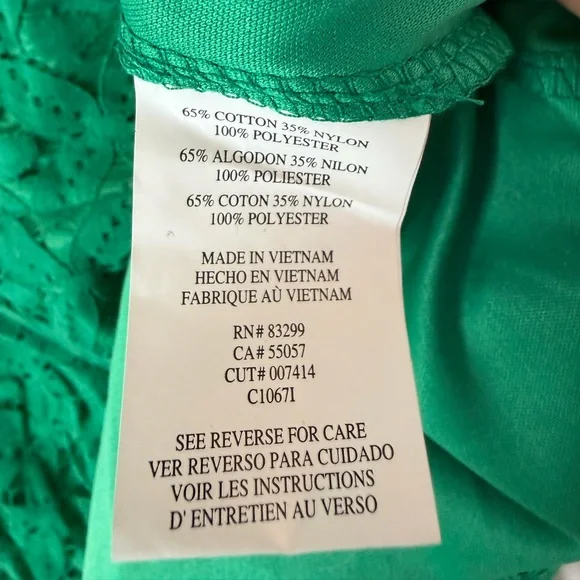 65% COTTON 35% NYLON
100% POLYESTER
65% ALGODON 35% NILON
100% POLIESTER
65% COTON 35% NYLON
100% POLYESTER
MADE IN VIETNAM
HECHO EN VIETNAM
FABRIQUE AÙ VIETNAM
RN# 83299
CA# 55057
CUT# 007414
C1067I
SEE REVERSE FOR CARE
VER REVERSO PARA CUIDADO
VOIR LES INSTRUCTIONS
D' ENTRETIEN AU VERSO